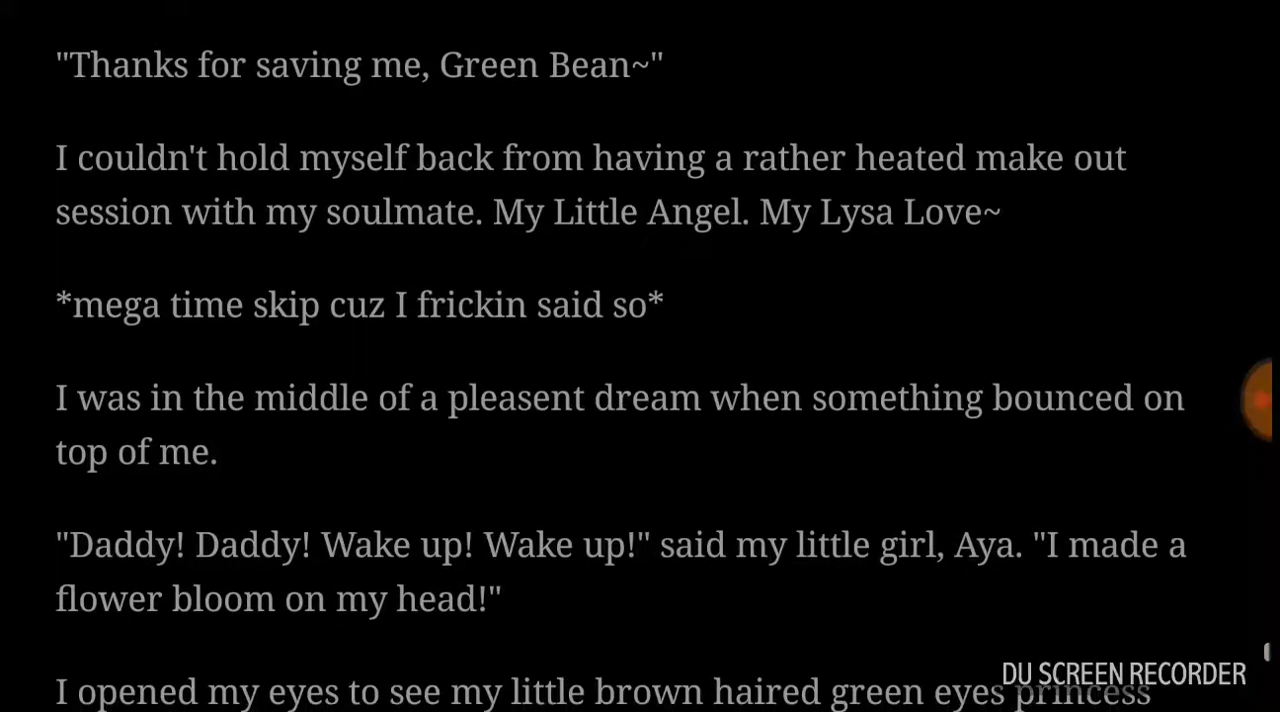 "Thanks for saving me, Green Bean~"
I couldn't hold myself back from having a rather heated make out
session with my soulmate. My Little Angel. My Lysa Love~
*mega time skip cuz I frickin said so*
I was in the middle of a pleasent dream when something bounced on
top of me.
"Daddy! Daddy! Wake up! Wake up!" said my little girl, Aya. "I made a
flower bloom on my head!"
I opened my eyes to see my little brown haired green eyes princess
DU SCREEN RECORDER